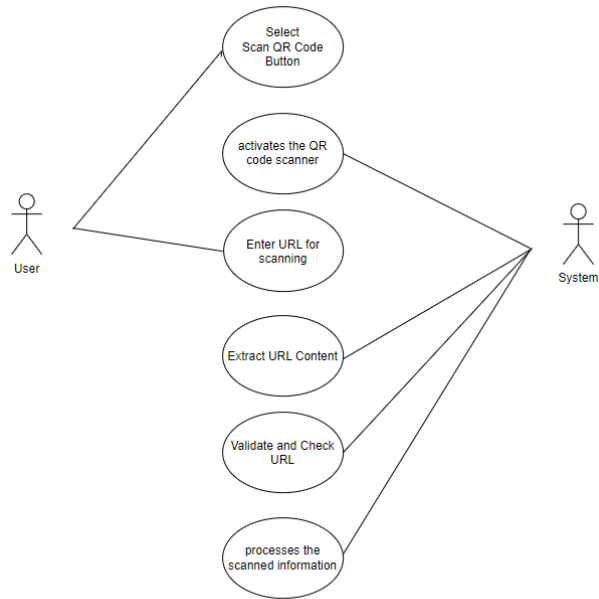 Select
Scan QR Code
Button
activates the QR
code scanner
User
Enter URL for
scanning
System
Extract URL Content
Validate and Check
URL
processes the
scanned information